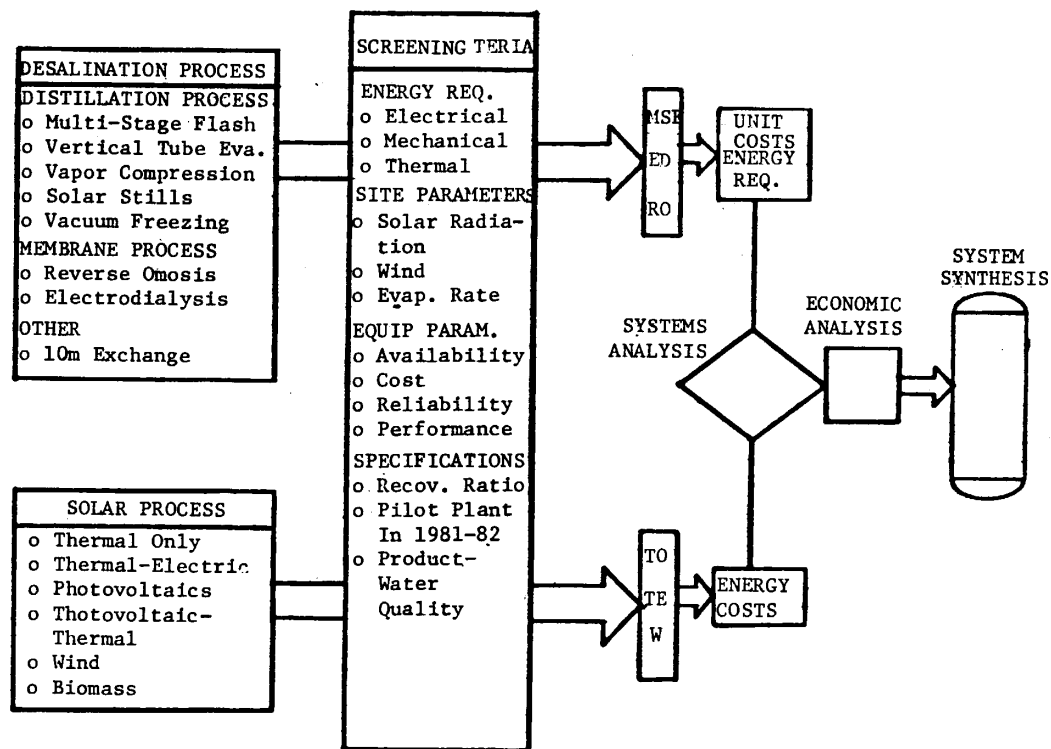 DESALINATION PROCESS
DISTILLATION PROCESS
o Multi-Stage Flash
o Vertical Tube Eva.
o Vapor Compression
o Solar Stills
o Vacuum Freezing
MEMBRANE PROCESS
o Reverse Omosis
o Electrodialysis
OTHER
o 10m Exchange
SOLAR PROCESS
o Thermal Only
o Thermal-Electric
o Photovoltaics
o Thotovoltaic-
Thermal
o Wind
o Biomass
SCREENING TERIA
ENERGY REQ.
o Electrical
o Mechanical
o Thermal
SITE PARAMETERS
o Solar Radia-
tion
o Wind
o Evap. Rate
EQUIP PARAM.
o Availability
o Cost
o Reliability
o Performance
SPECIFICATIONS
o Recov. Ratio
o Pilot Plant
In 1981-82
o Product-
Water
Quality
MSF
ED
RO
UNIT
COSTS
ENERGY
REQ.
TO
TE
W
ENERGY
COSTS
SYSTEMS
ANALYSIS
ECONOMIC
ANALYSIS
SYSTEM
SYNTHESIS